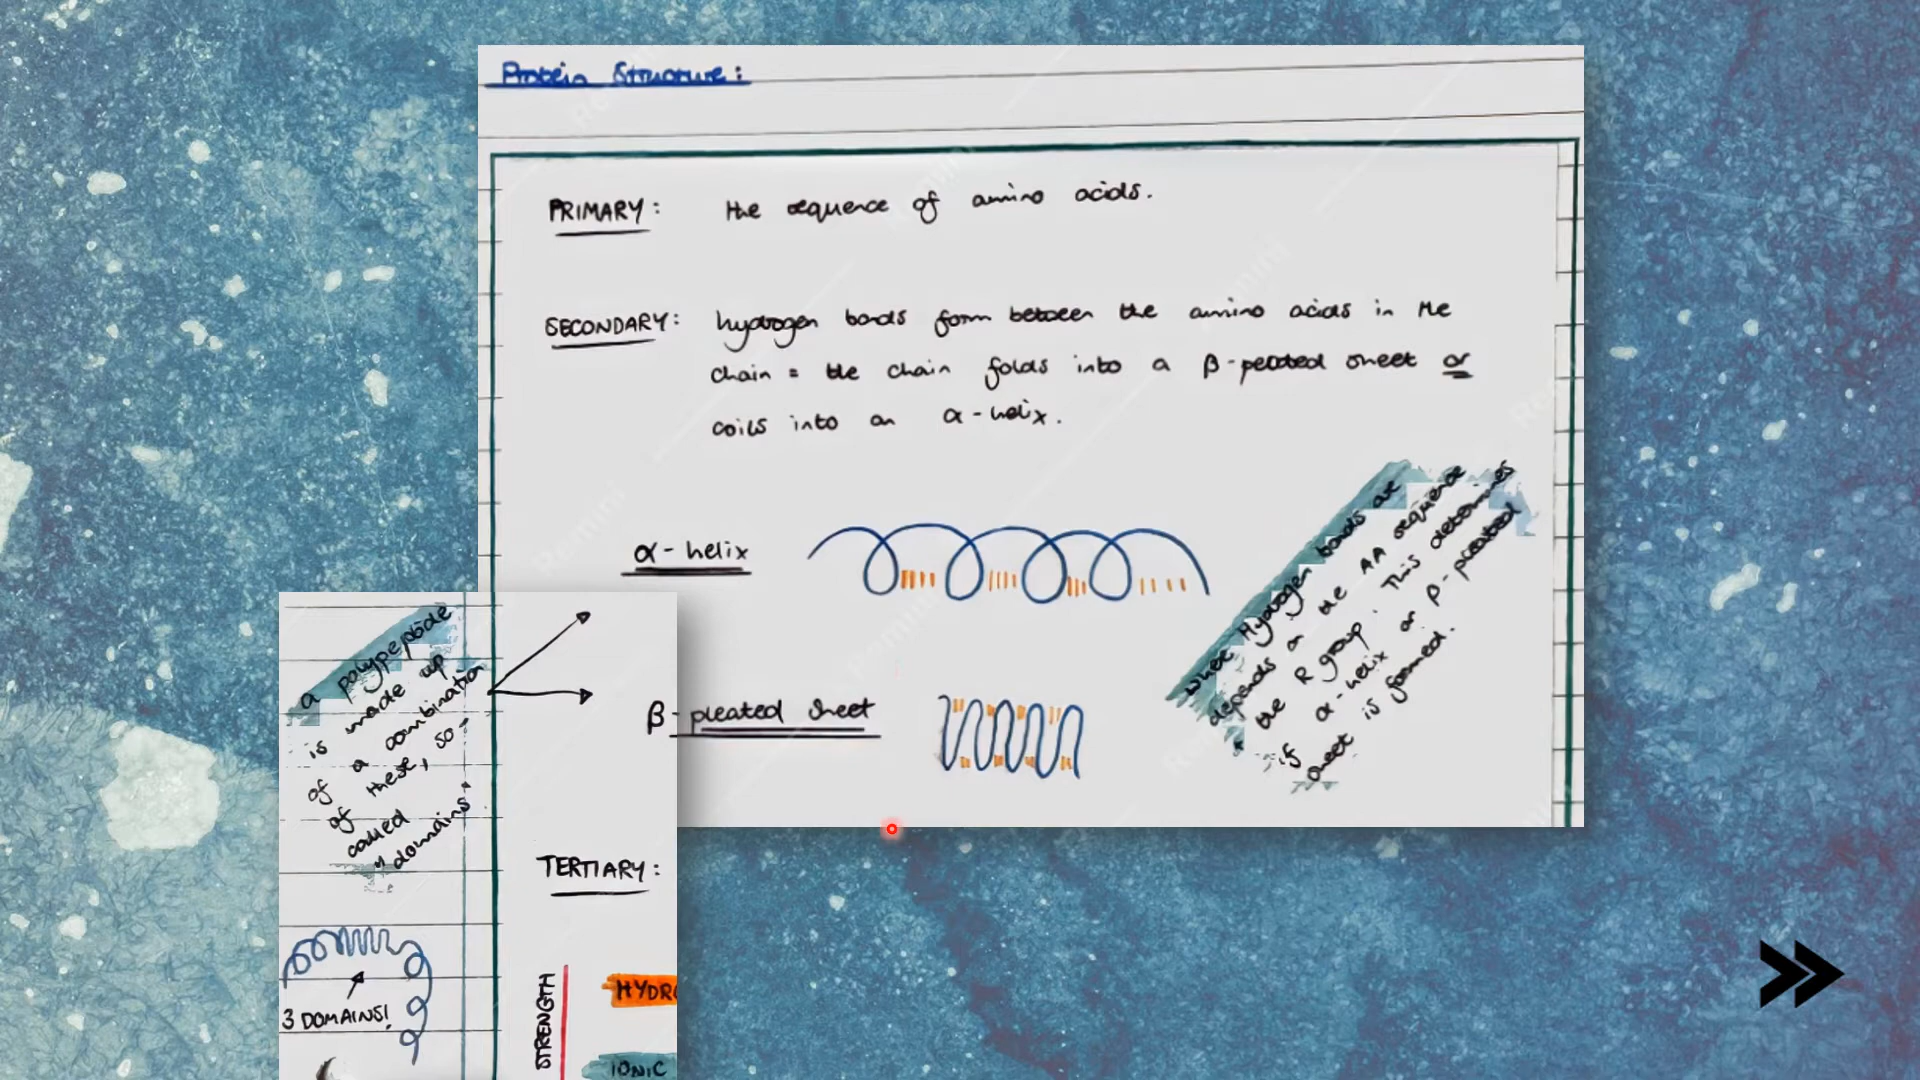 Protein Structure:
PRIMARY: the sequence of amino acids.
SECONDARY: hydrogen bonds form between the amino acids in the
chain = the chain folds into a β-pleated sheet or
coils into an α-helix.
α-helix
β-pleated sheet
where Hydrogen bonds are
depends on the AA sequence
+ the R group. This determines
if α-helix or β-pleated
sheet is formed.
a polypeptide
is made up
of a combination
of these, so-
called
"domains"
3 DOMAINS!
TERTIARY:
STRENGTH
HYDRO
IONIC